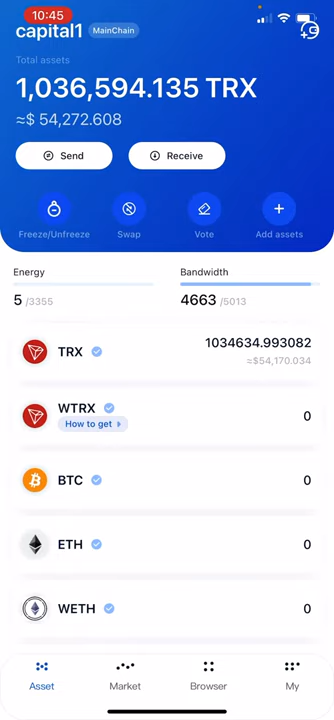 10:45
capital1 MainChain
Total assets
1,036,594.135 TRX
≈$ 54,272.608
Send Receive
Freeze/Unfreeze Swap Vote Add assets
Energy Bandwidth
5 /3355 4663 /5013
TRX 1034634.993082
≈$54,170.034
WTRX 0
How to get
BTC 0
ETH 0
WETH 0
Asset Market Browser My